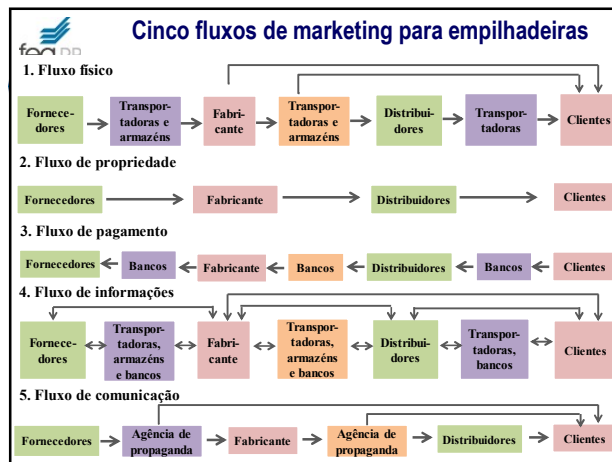 Cinco fluxos de marketing para empilhadeiras
fea.RP
1. Fluxo físico
Fornece-
dores
Transpor-
tadoras e
armazéns
Fabri-
cante
Transpor-
tadoras e
armazéns
Distribui-
dores
Transpor-
tadoras
Clientes
2. Fluxo de propriedade
Fornecedores
Fabricante
Distribuidores
Clientes
3. Fluxo de pagamento
Fornecedores
Bancos
Fabricante
Bancos
Distribuidores
Bancos
Clientes
4. Fluxo de informações
Fornece-
dores
Transpor-
tadoras,
armazéns
e bancos
Fabri-
cante
Transpor-
tadoras,
armazéns
e bancos
Distribui-
dores
Transpor-
tadoras,
bancos
Clientes
5. Fluxo de comunicação
Fornecedores
Agência de
propaganda
Fabricante
Agência de
propaganda
Distribuidores
Clientes